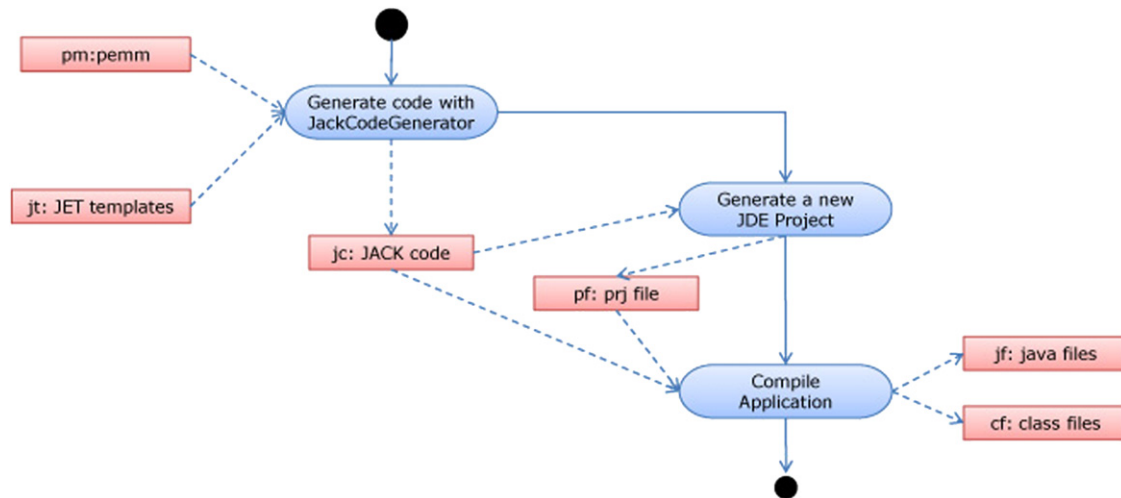 pm:pemm
Generate code with
JackCodeGenerator
jt: JET templates
Generate a new
JDE Project
jc: JACK code
pf: prj file
jf: java files
Compile
Application
cf: class files